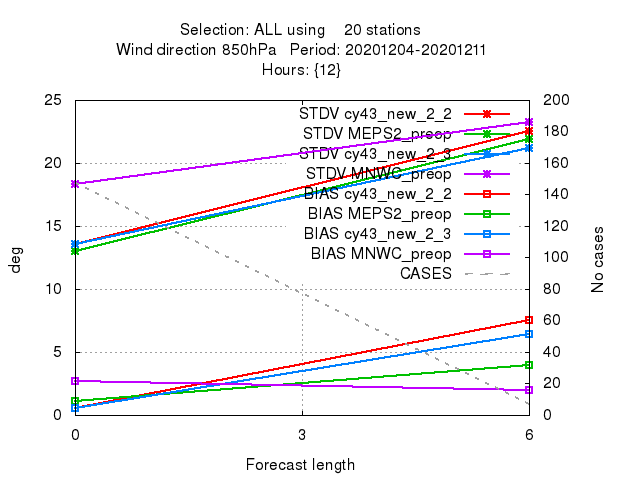 Selection: ALL using 20 stations
Wind direction 850hPa Period: 20201204-20201211
Hours: {12}
25
20
15
10
5
0
200
180
160
140
120
100
80
60
40
20
0
STDV cy43_new_2_2
STDV MEPS2_preop
STDV cy43_new_2_3
STDV MNWC_preop
BIAS cy43_new_2_2
BIAS MEPS2_preop
BIAS cy43_new_2_3
BIAS MNWC_preop
CASES
deg
No cases
0 3 6
Forecast length